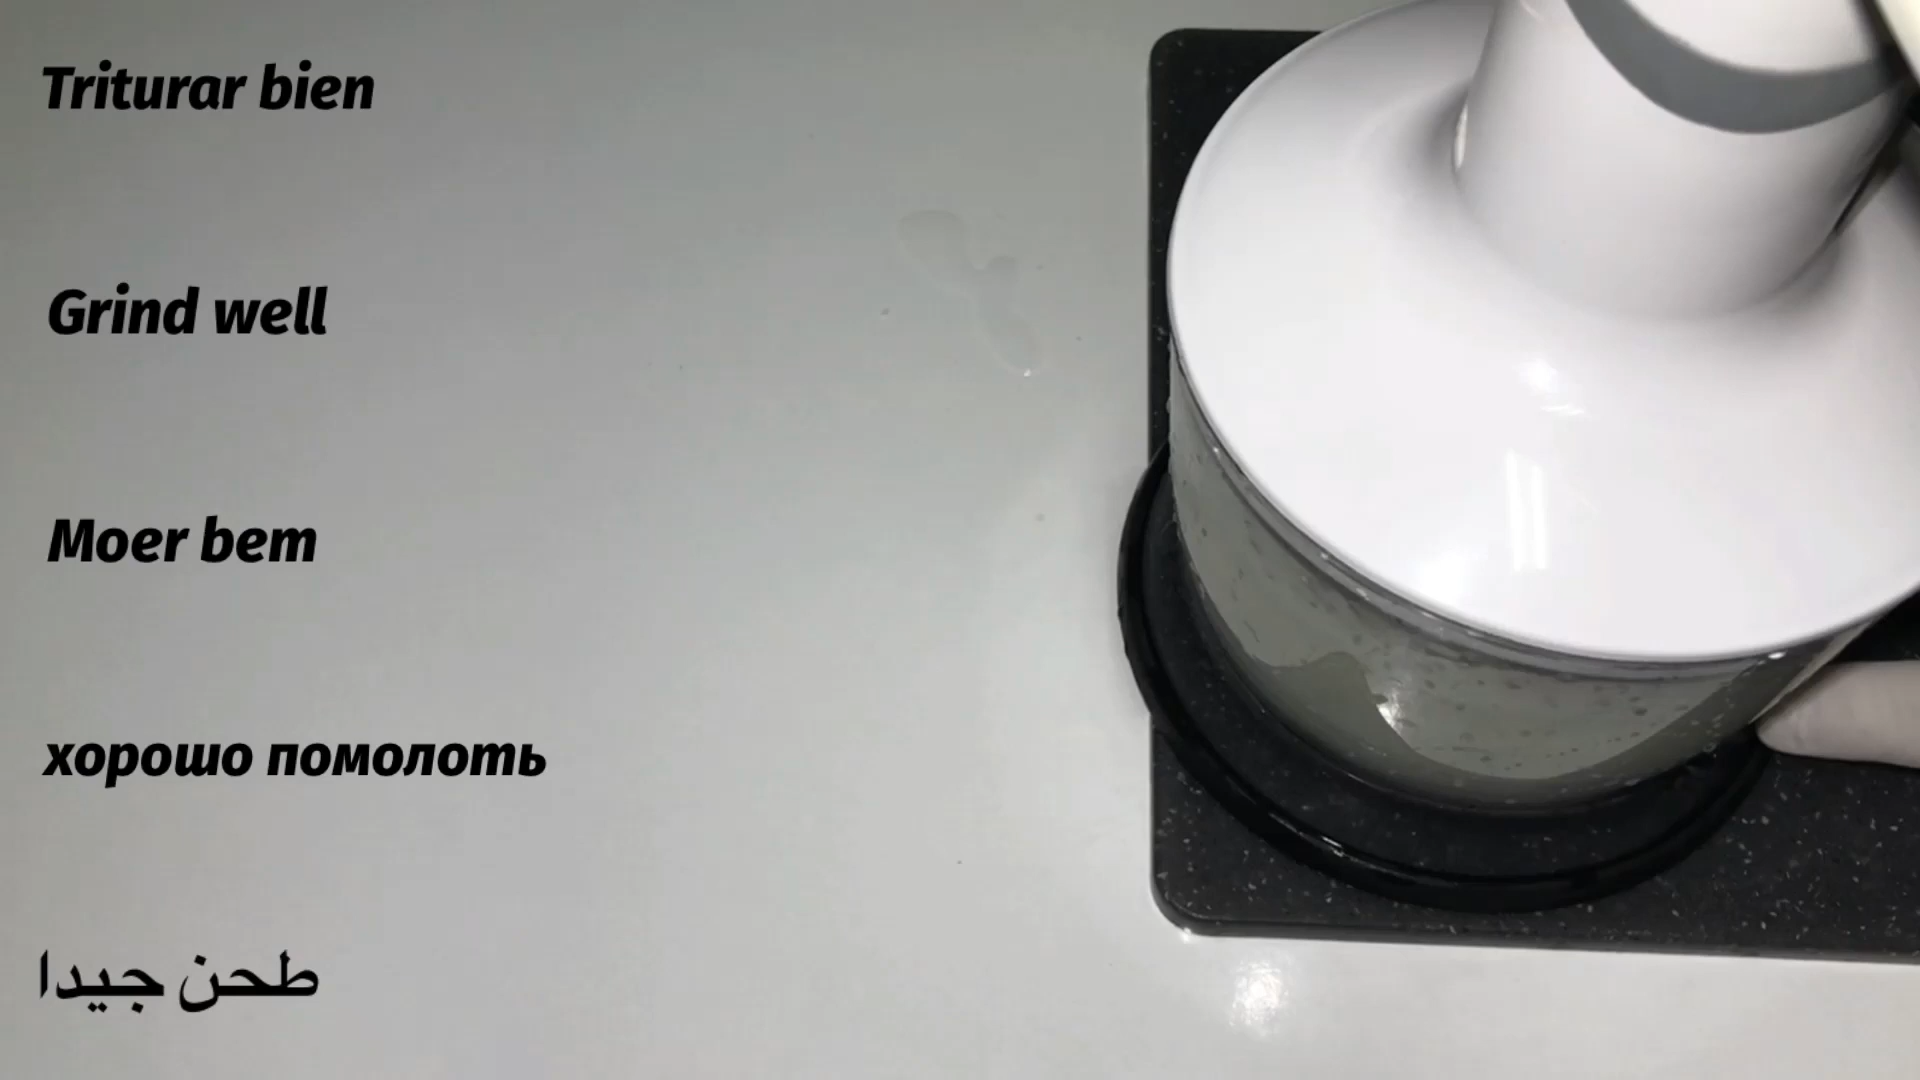 Triturar bien
Grind well
Moer bem
хорошо помолоть
طحن جيدا